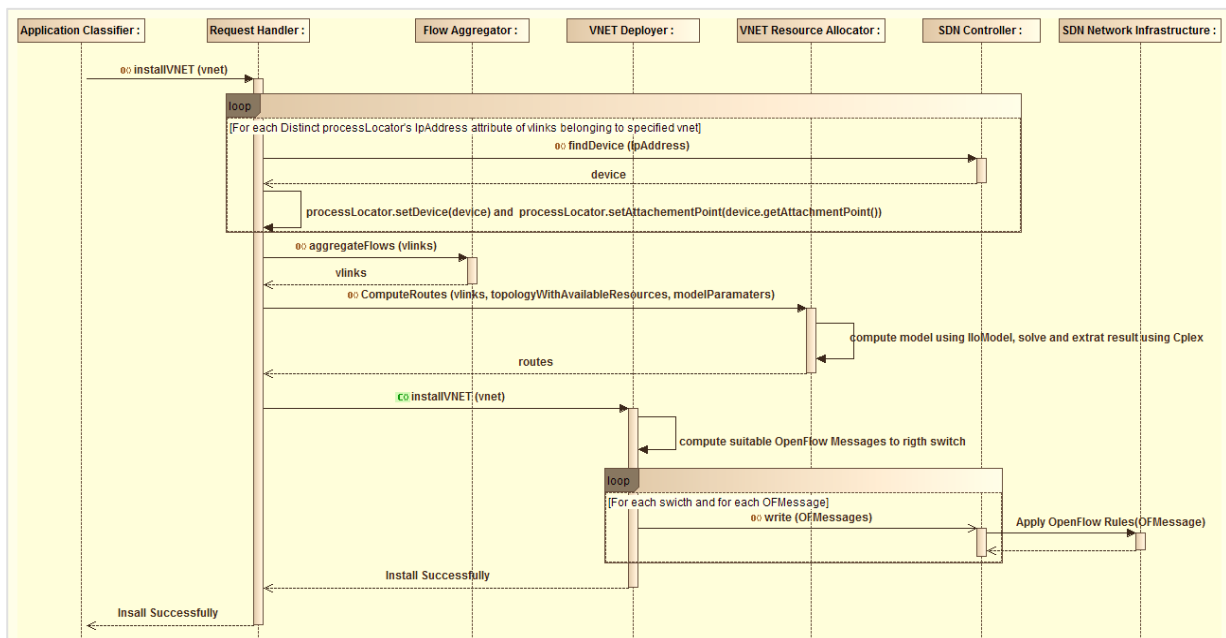 Application Classifier :
Request Handler :
Flow Aggregator :
VNET Deployer :
VNET Resource Allocator :
SDN Controller :
SDN Network Infrastructure :
installVNET (vnet)
loop
[For each Distinct processLocator's IpAddress attribute of vlinks belonging to specified vnet]
findDevice (IpAddress)
device
processLocator.setDevice(device) and processLocator.setAttachementPoint(device.getAttachmentPoint())
aggregateFlows (vlinks)
vlinks
ComputeRoutes (vlinks, topologyWithAvailableResources, modelParamaters)
compute model using IloModel, solve and extrat result using Cplex
routes
installVNET (vnet)
compute suitable OpenFlow Messages to rigth switch
loop
[For each swicth and for each OFMessage]
write (OFMessages)
Apply OpenFlow Rules(OFMessage)
Install Successfully
Insall Successfully